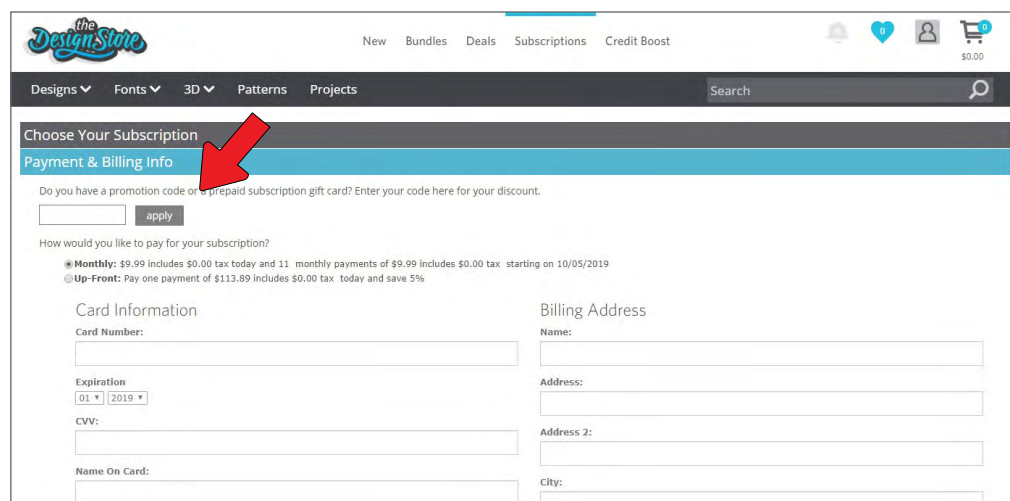 the
Design Store
New Bundles Deals Subscriptions Credit Boost
0
0
$0.00
Designs Fonts 3D Patterns Projects
Search
Choose Your Subscription
Payment & Billing Info
Do you have a promotion code or a prepaid subscription gift card? Enter your code here for your discount.
apply
How would you like to pay for your subscription?
Monthly: $9.99 includes $0.00 tax today and 11 monthly payments of $9.99 includes $0.00 tax starting on 10/05/2019
Up-Front: Pay one payment of $113.89 includes $0.00 tax today and save 5%
Card Information
Card Number:
Expiration
01 2019
CVV:
Name On Card:
Billing Address
Name:
Address:
Address 2:
City: